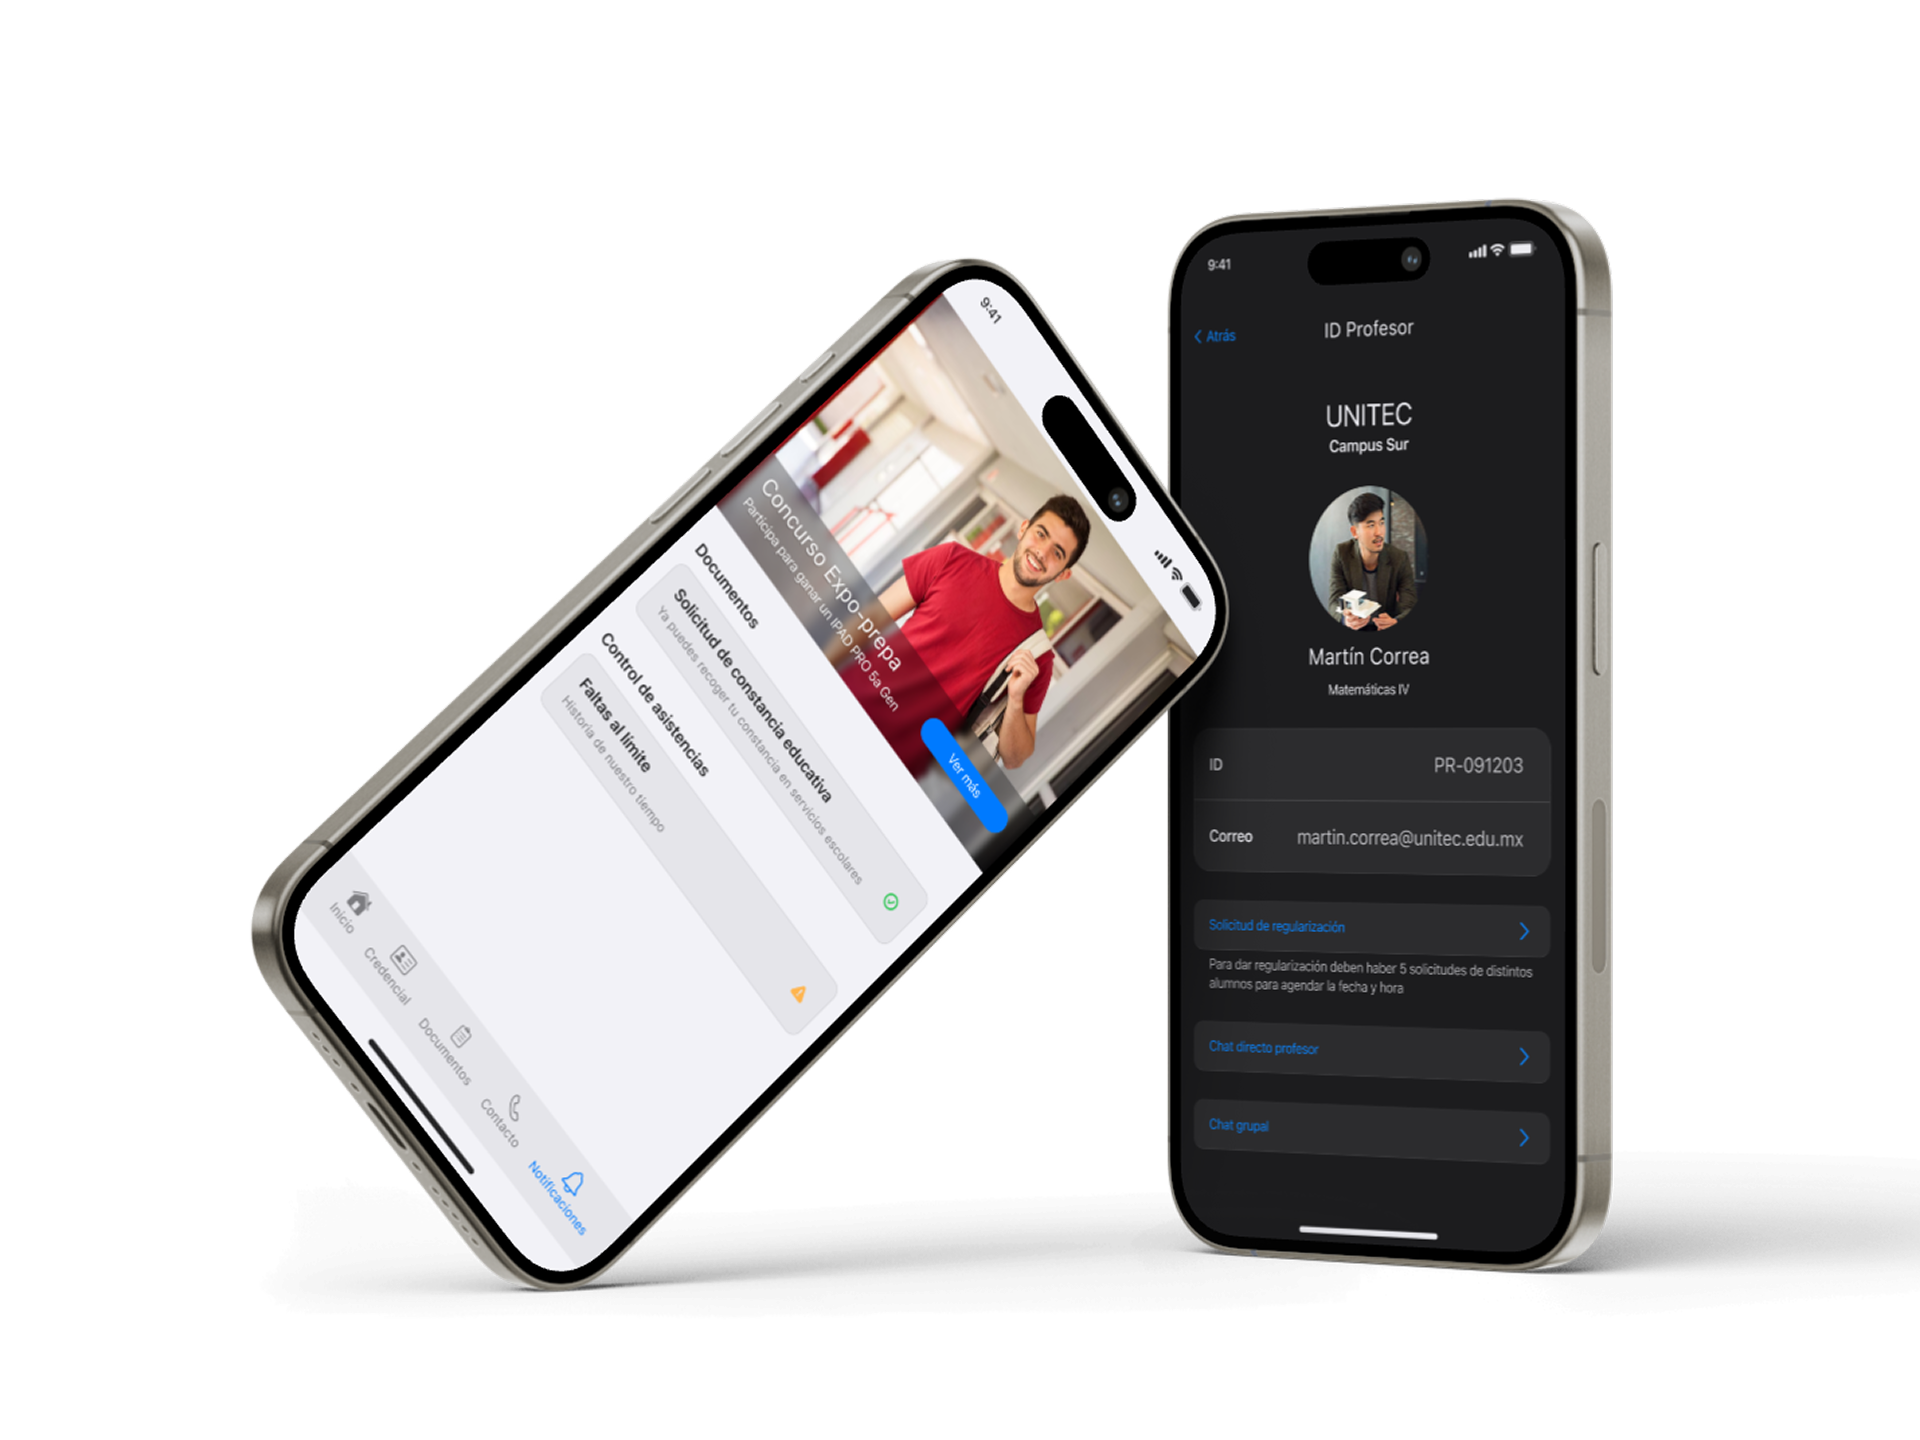 9:41
Concurso Expo-prepa
Participa para ganar un IPAD PRO 5a Gen
Ver más
Documentos
Solicitud de constancia educativa
Ya puedes recoger tu constancia en servicios escolares
Control de asistencias
Faltas al límite
Historia de nuestro tiempo
Inicio
Credencial
Documentos
Contacto
Notificaciones
9:41
Atrás
ID Profesor
UNITEC
Campus Sur
Martín Correa
Matemáticas IV
ID PR-091203
Correo martin.correa@unitec.edu.mx
Solicitud de regularización
Para dar regularización deben haber 5 solicitudes de distintos
alumnos para agendar la fecha y hora
Chat directo profesor
Chat grupal